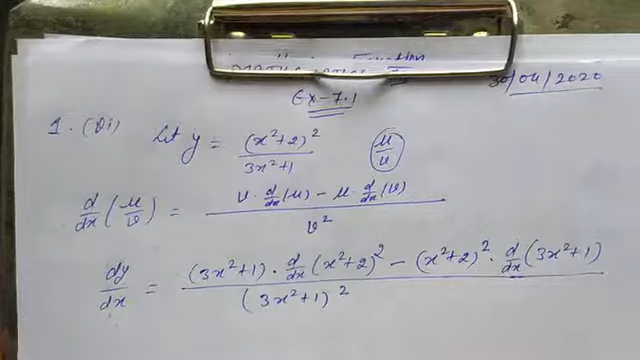 30/04/2020
Ex-7.1
1. (vi) Let y = (x²+2)² / 3x²+1 (u/v)
d/dx (u/v) = v · d/dx (u) - u · d/dx (v) / v²
dy/dx = (3x²+1) · d/dx (x²+2)² - (x²+2)² · d/dx (3x²+1) / (3x²+1)²